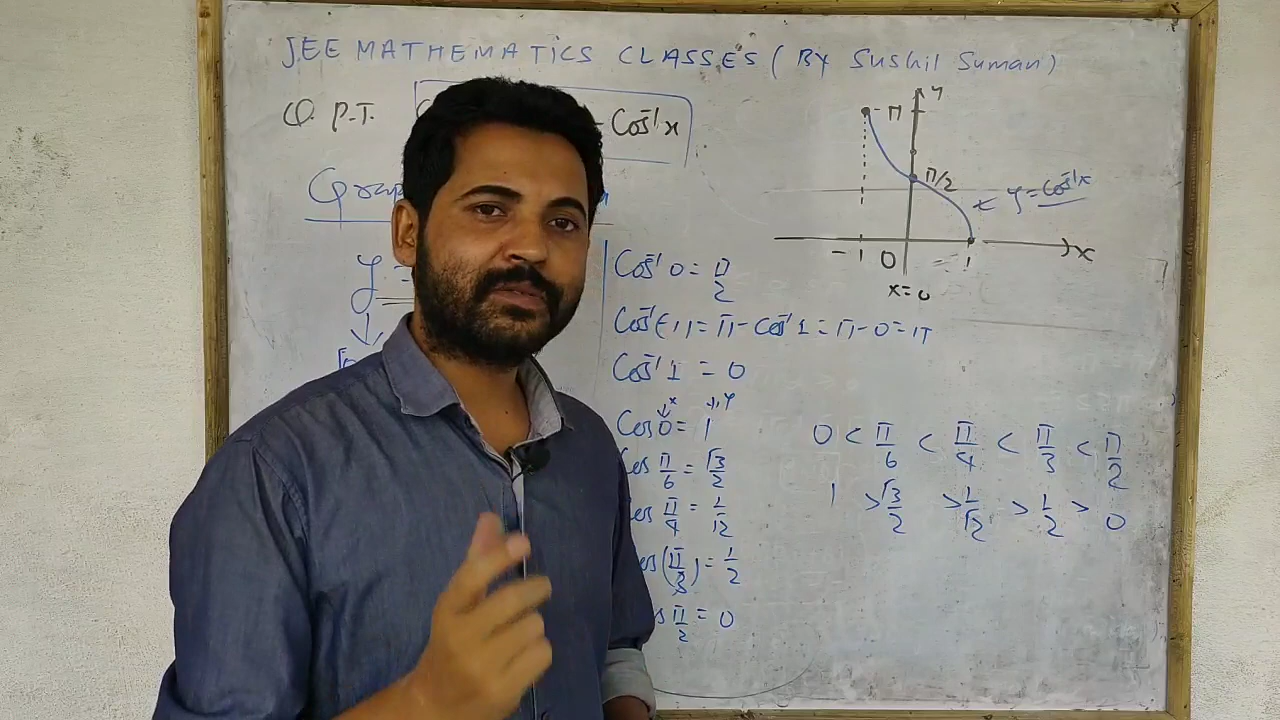 JEE MATHEMATICS CLASSES (By Sushil Suman)
Q. P.T. - Cos⁻¹x
y =
Cos⁻¹ 0 = π/2
Cos⁻¹(-1) = π - Cos⁻¹ 1 = π - 0 = π
Cos⁻¹ 1 = 0
x y
Cos 0 = 1
Cos π/6 = √3/2
Cos π/4 = 1/√2
Cos(π/3) = 1/2
π/2 = 0
y
π
π/2
y = Cos⁻¹x
-1 0 1 x
x=0
0 < π/6 < π/4 < π/3 < π/2
1 > √3/2 > 1/√2 > 1/2 > 0